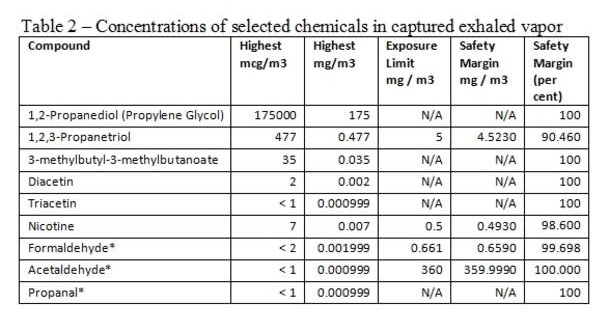 Table 2 – Concentrations of selected chemicals in captured exhaled vapor
Compound Highest mcg/m3 Highest mg/m3 Exposure Limit mg / m3 Safety Margin mg / m3 Safety Margin (per cent)
1,2-Propanediol (Propylene Glycol) 175000 175 N/A N/A 100
1,2,3-Propanetriol 477 0.477 5 4.5230 90.460
3-methylbutyl-3-methylbutanoate 35 0.035 N/A N/A 100
Diacetin 2 0.002 N/A N/A 100
Triacetin < 1 0.000999 N/A N/A 100
Nicotine 7 0.007 0.5 0.4930 98.600
Formaldehyde* < 2 0.001999 0.661 0.6590 99.698
Acetaldehyde* < 1 0.000999 360 359.9990 100.000
Propanal* < 1 0.000999 N/A N/A 100